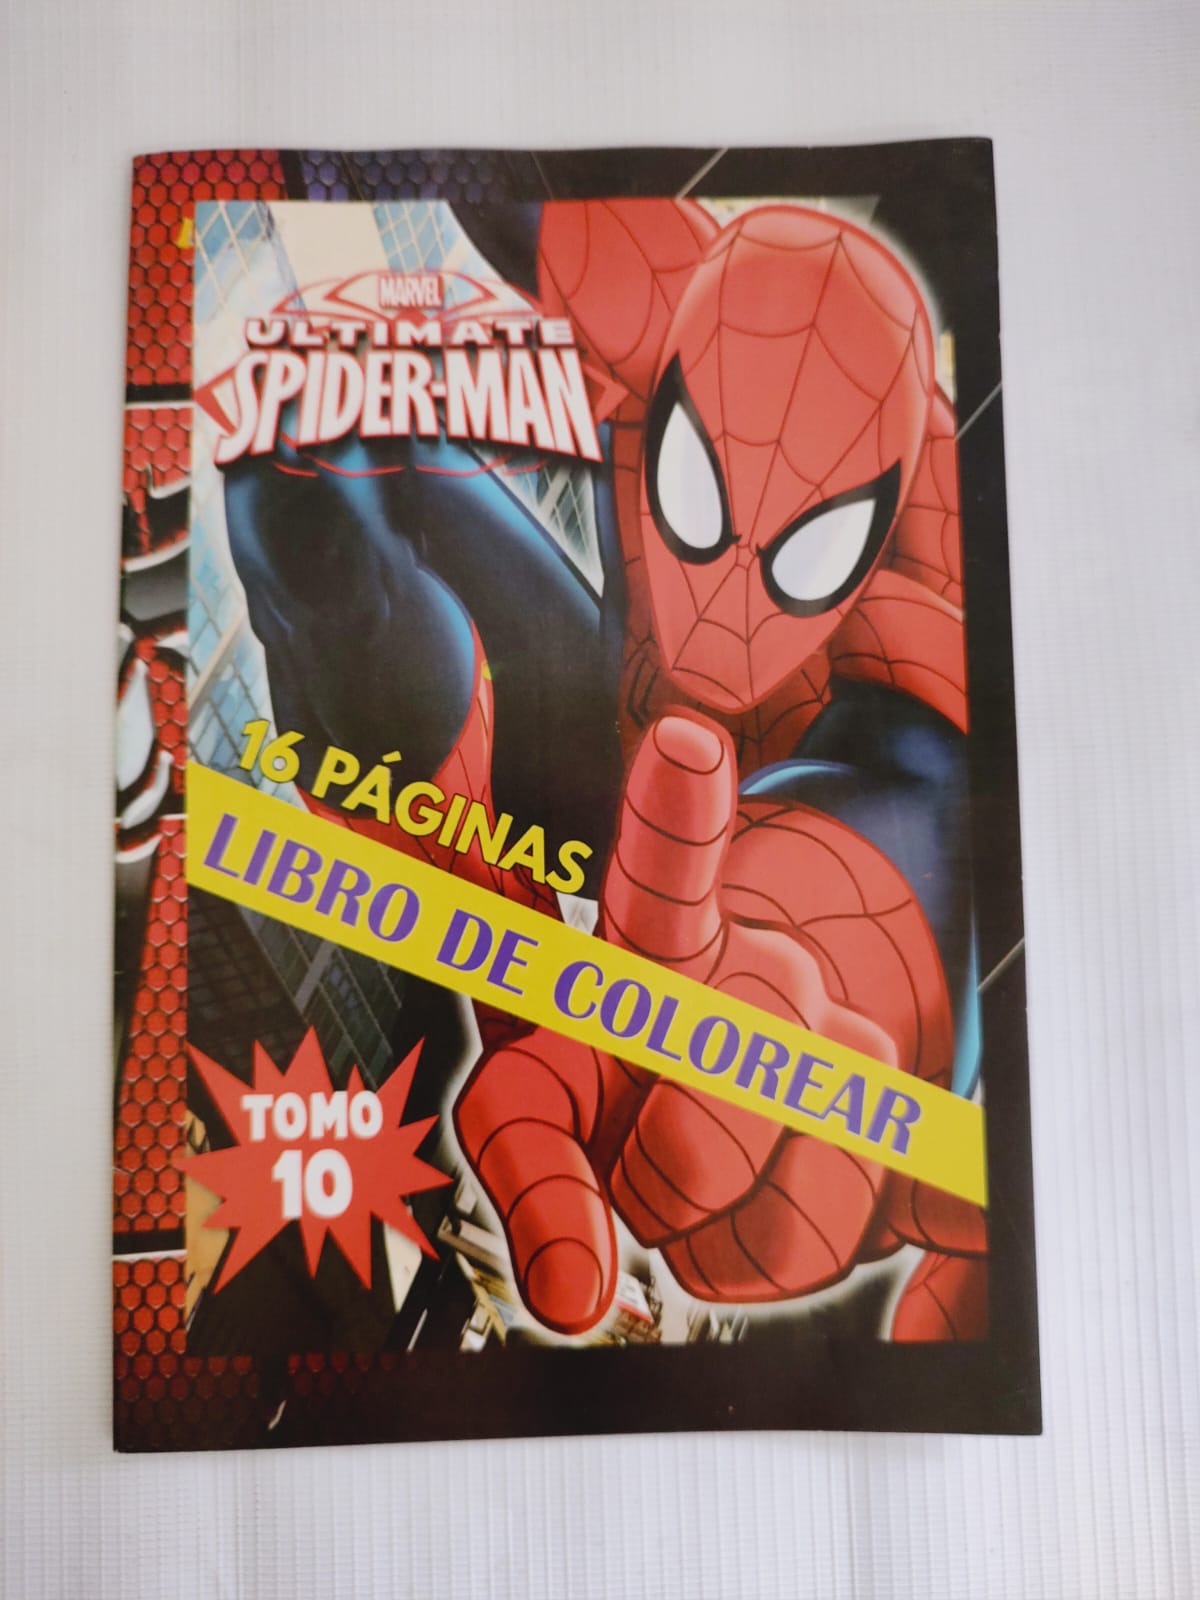 MARVEL
ULTIMATE
SPIDER-MAN
16 PÁGINAS
LIBRO DE COLOREAR
TOMO
10